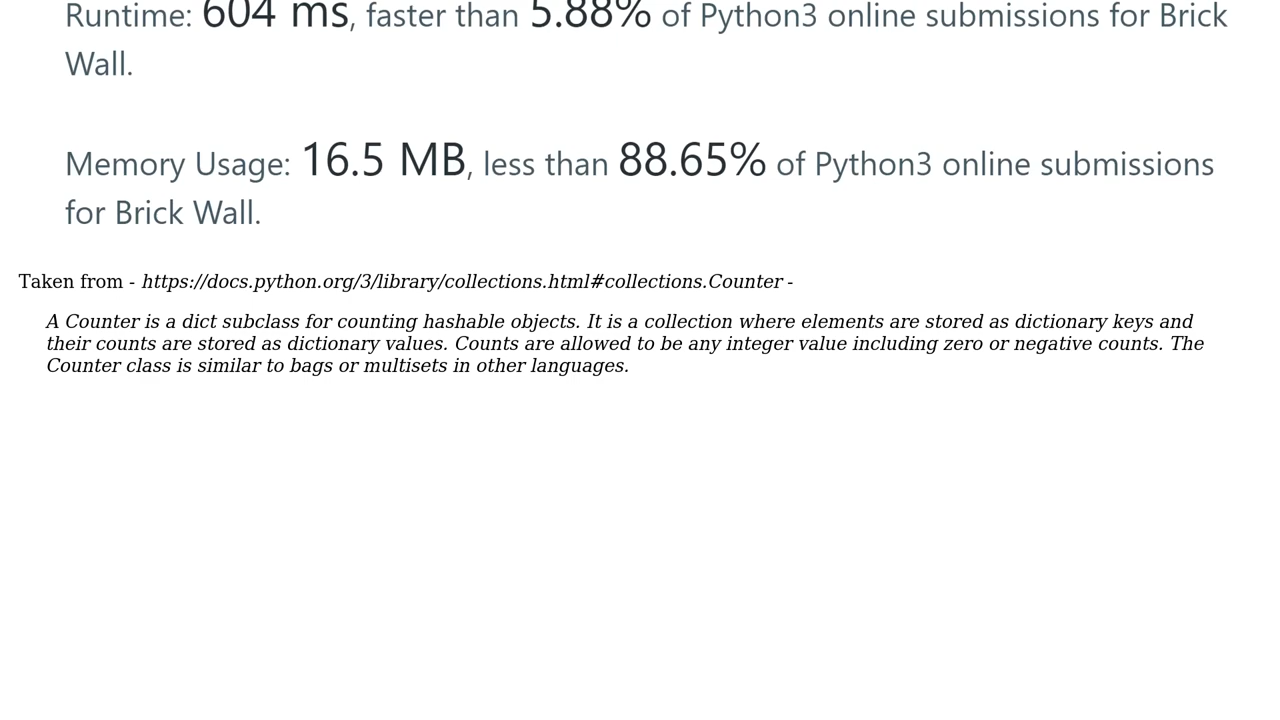 Runtime: 604 ms, faster than 5.88% of Python3 online submissions for Brick
Wall.
Memory Usage: 16.5 MB, less than 88.65% of Python3 online submissions
for Brick Wall.
Taken from - https://docs.python.org/3/library/collections.html#collections.Counter -
A Counter is a dict subclass for counting hashable objects. It is a collection where elements are stored as dictionary keys and
their counts are stored as dictionary values. Counts are allowed to be any integer value including zero or negative counts. The
Counter class is similar to bags or multisets in other languages.